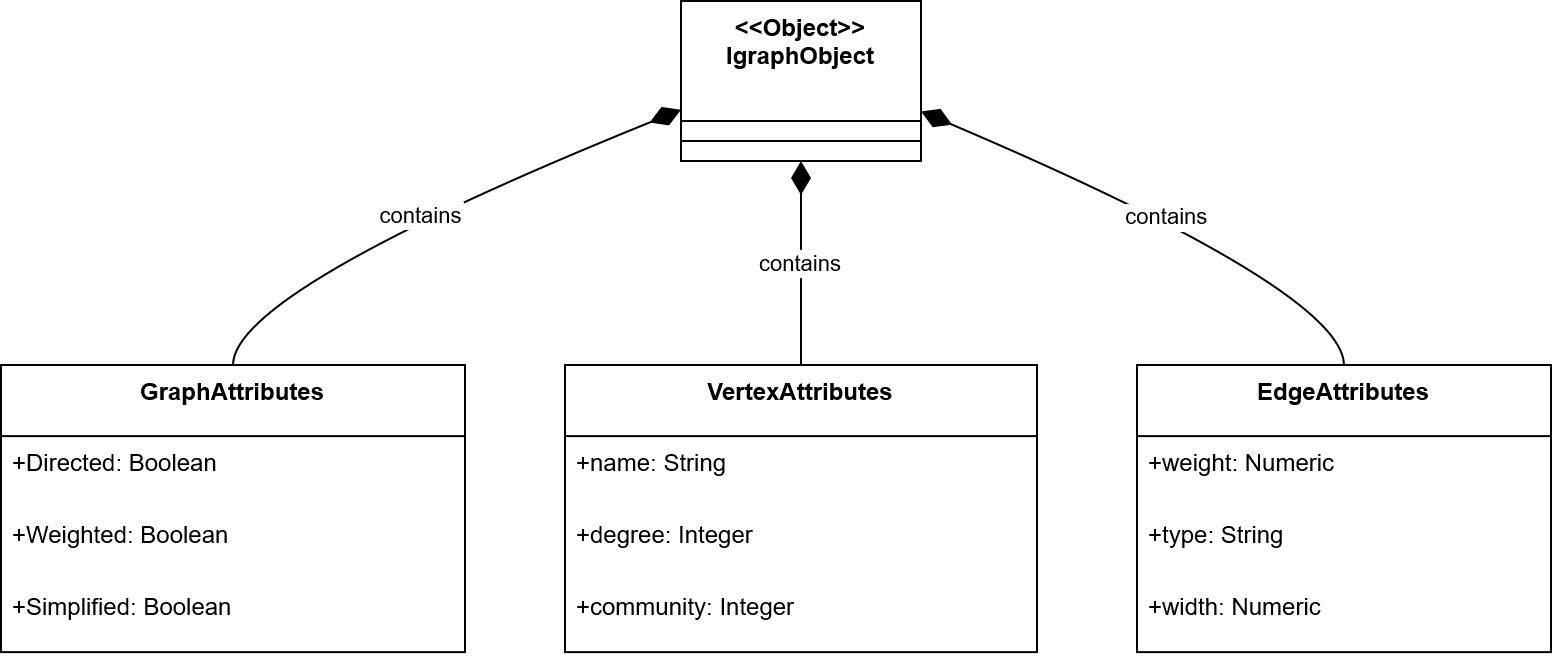 <<Object>>
IgraphObject
contains
contains
contains
GraphAttributes
+Directed: Boolean
+Weighted: Boolean
+Simplified: Boolean
VertexAttributes
+name: String
+degree: Integer
+community: Integer
EdgeAttributes
+weight: Numeric
+type: String
+width: Numeric